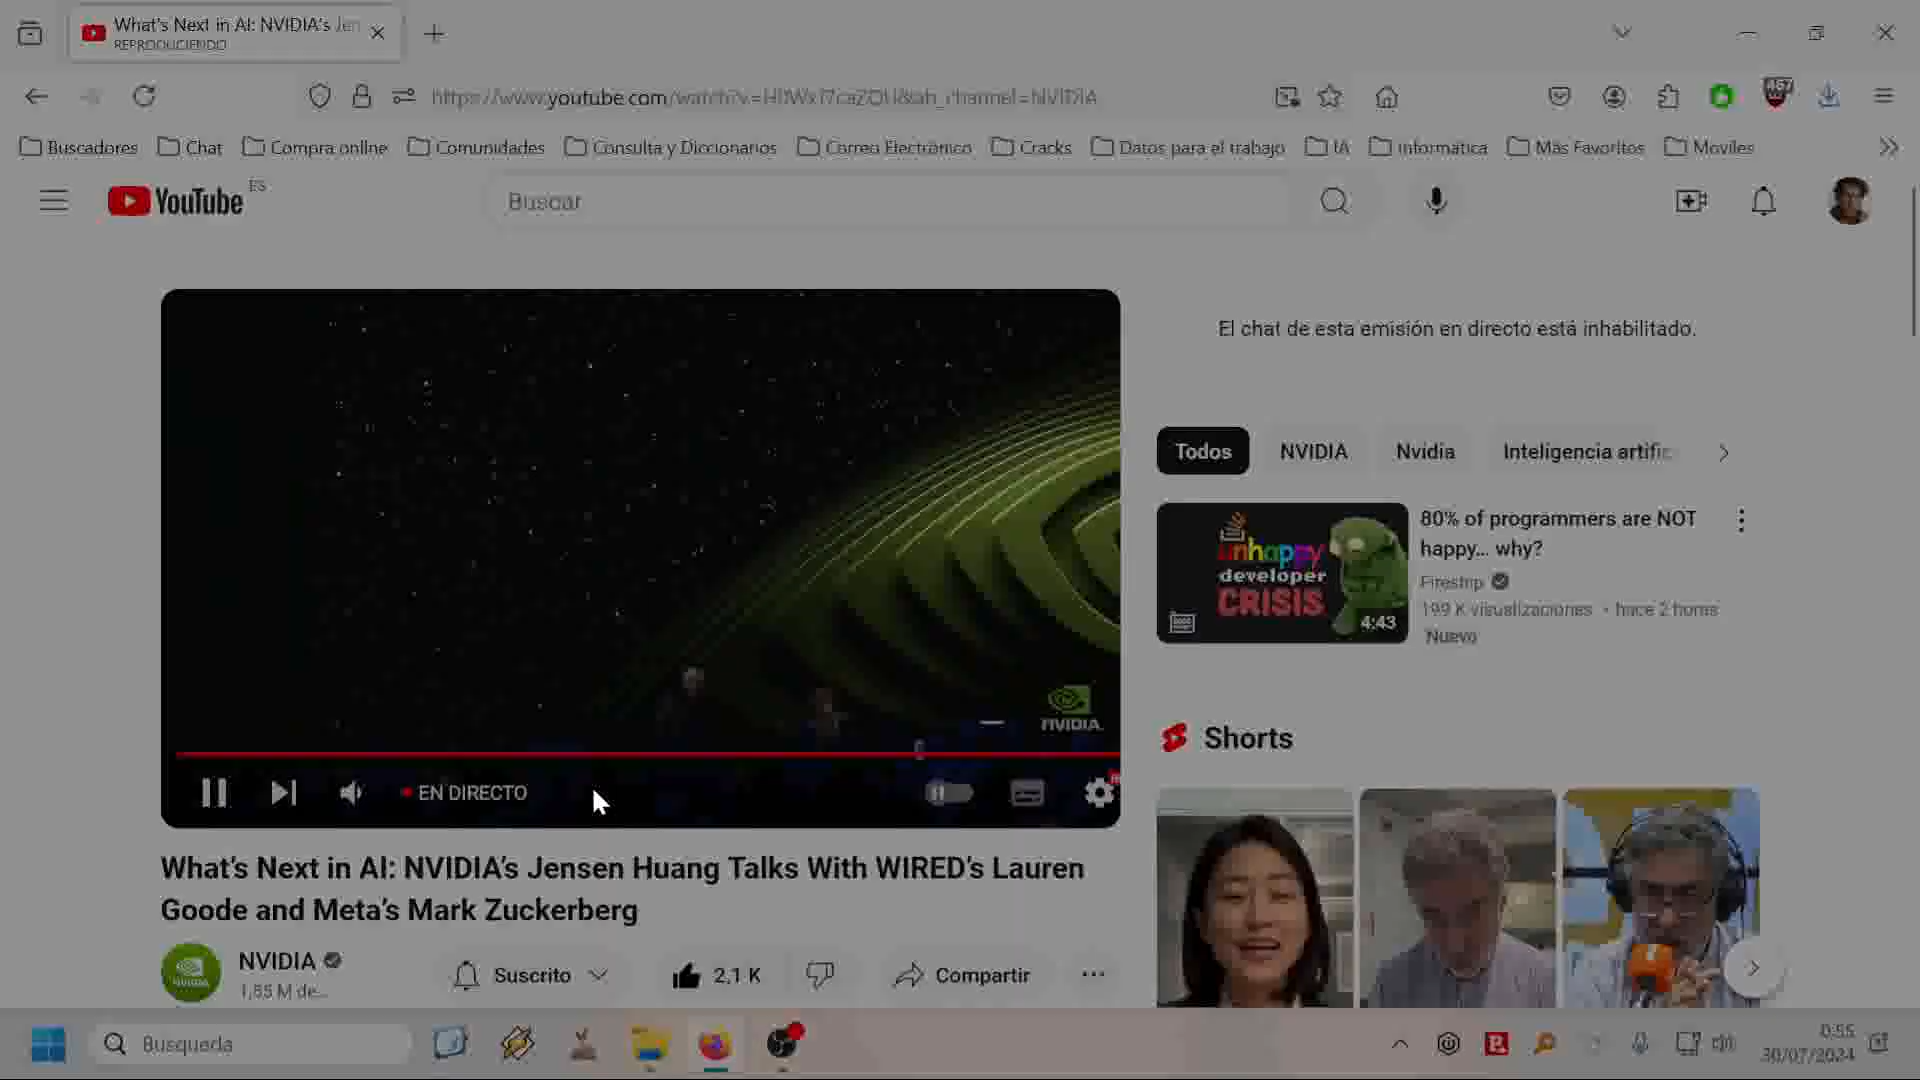 What's Next in AI: NVIDIA's Jen
REPRODUCIENDO
Buscadores
Chat
Compra online
Comunidades
Consulta y Diccionarios
Correo Electrónico
Cracks
Datos para el trabajo
IA
Informática
Más Favoritos
Moviles
YouTube ES
Buscar
El chat de esta emisión en directo está inhabilitado.
Todos
NVIDIA
Nvidia
Inteligencia artific
unhappy
developer
CRISIS
4:43
80% of programmers are NOT
happy... why?
Fireship
199 K visualizaciones • hace 2 horas
Nuevo
NVIDIA.
EN DIRECTO
Shorts
What's Next in AI: NVIDIA's Jensen Huang Talks With WIRED's Lauren
Goode and Meta's Mark Zuckerberg
NVIDIA
1,85 M de...
Suscrito
2,1 K
Compartir
Búsqueda
0:55
30/07/2024